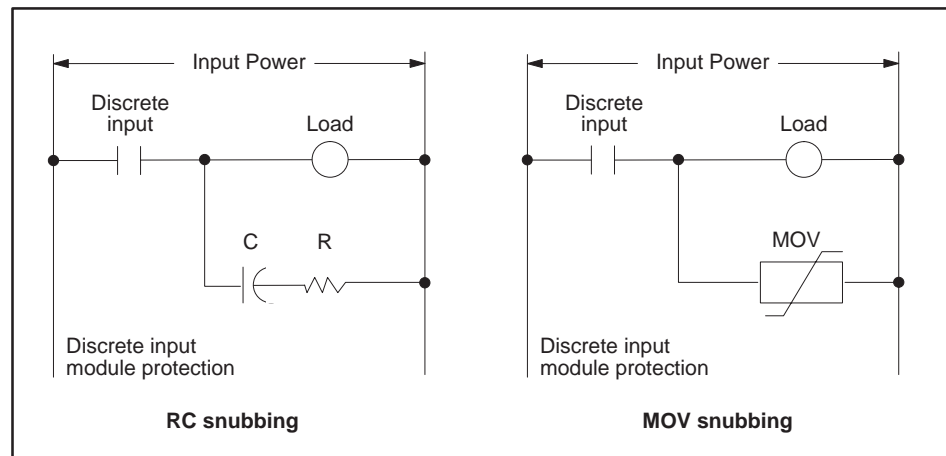 Input Power
Discrete
input
Load
C
R
Discrete input
module protection
RC snubbing
Input Power
Discrete
input
Load
MOV
Discrete input
module protection
MOV snubbing